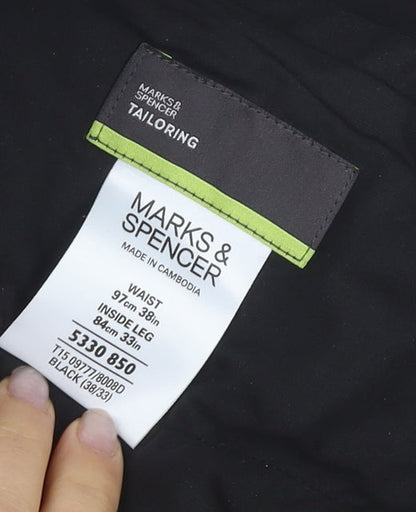 MARKS &
SPENCER
TAILORING
MARKS &
SPENCER
MADE IN CAMBODIA
WAIST
97cm 38in
INSIDE LEG
84cm 33in
5330 850
T15 09777/8008D
BLACK (38/33)